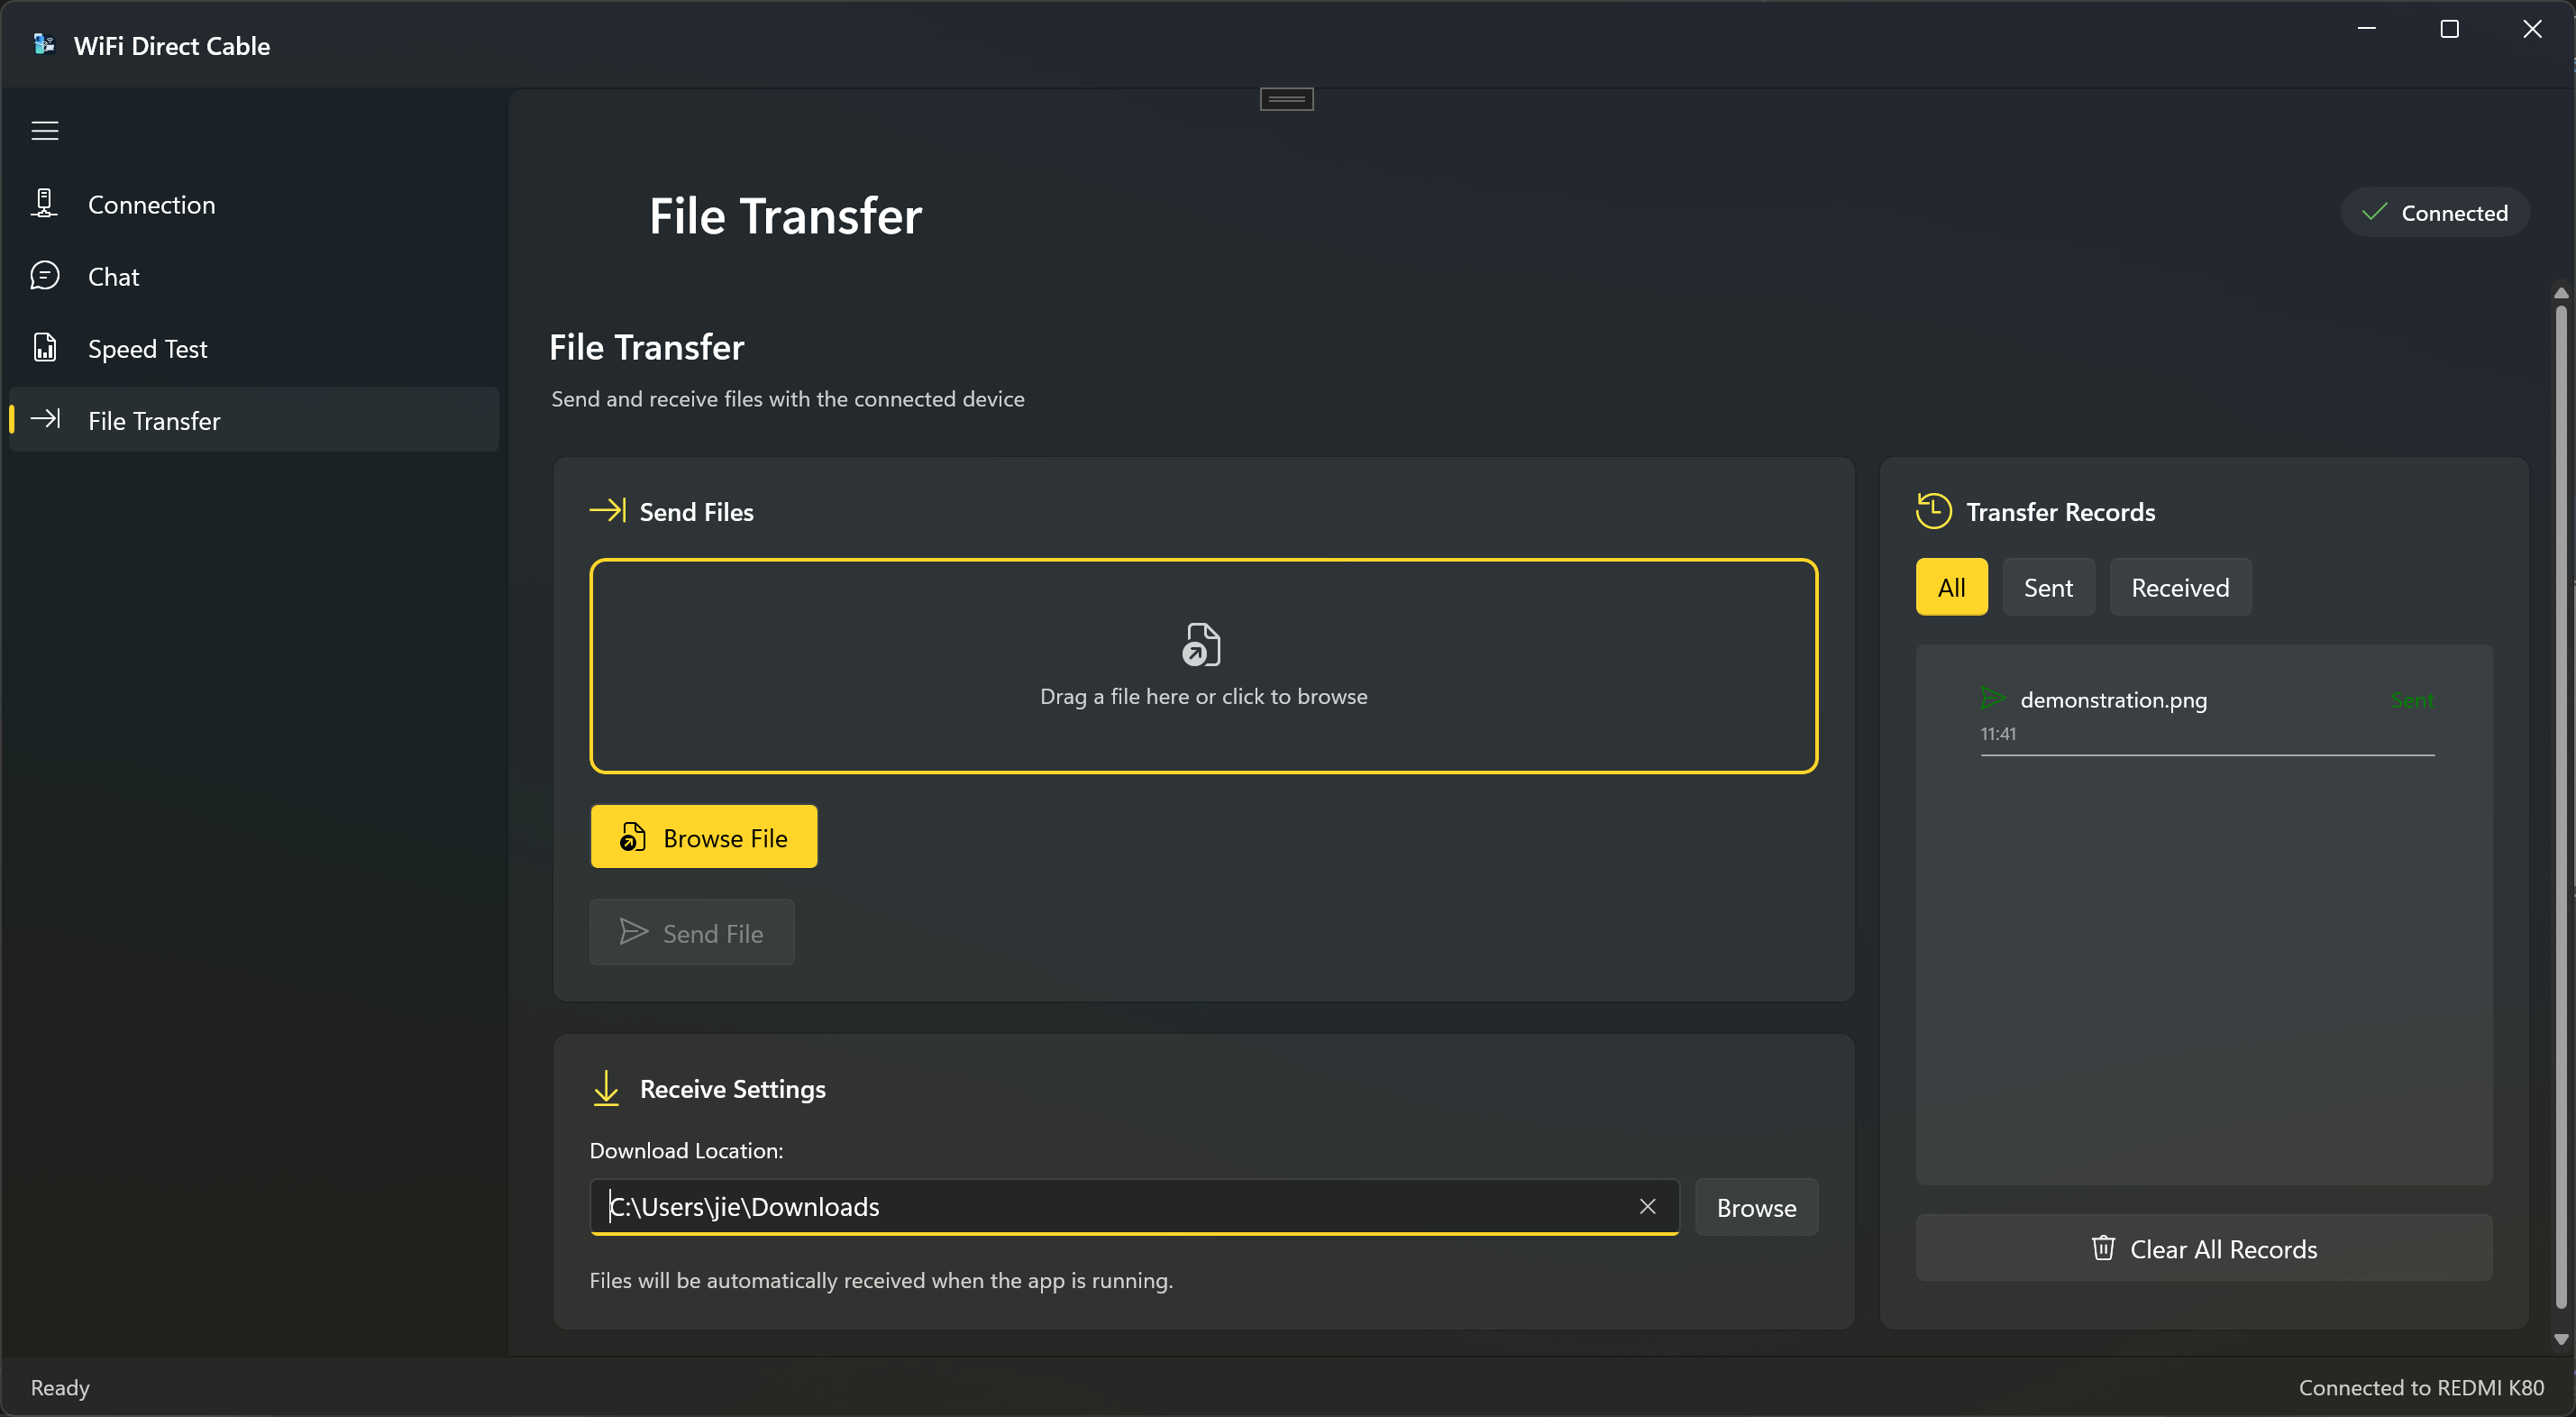 WiFi Direct Cable
Connection
Chat
Speed Test
File Transfer
File Transfer
Connected
File Transfer
Send and receive files with the connected device
Send Files
Drag a file here or click to browse
Browse File
Send File
Receive Settings
Download Location:
C:\Users\jie\Downloads
Browse
Files will be automatically received when the app is running.
Transfer Records
All
Sent
Received
demonstration.png
Sent
11:41
Clear All Records
Ready
Connected to REDMI K80